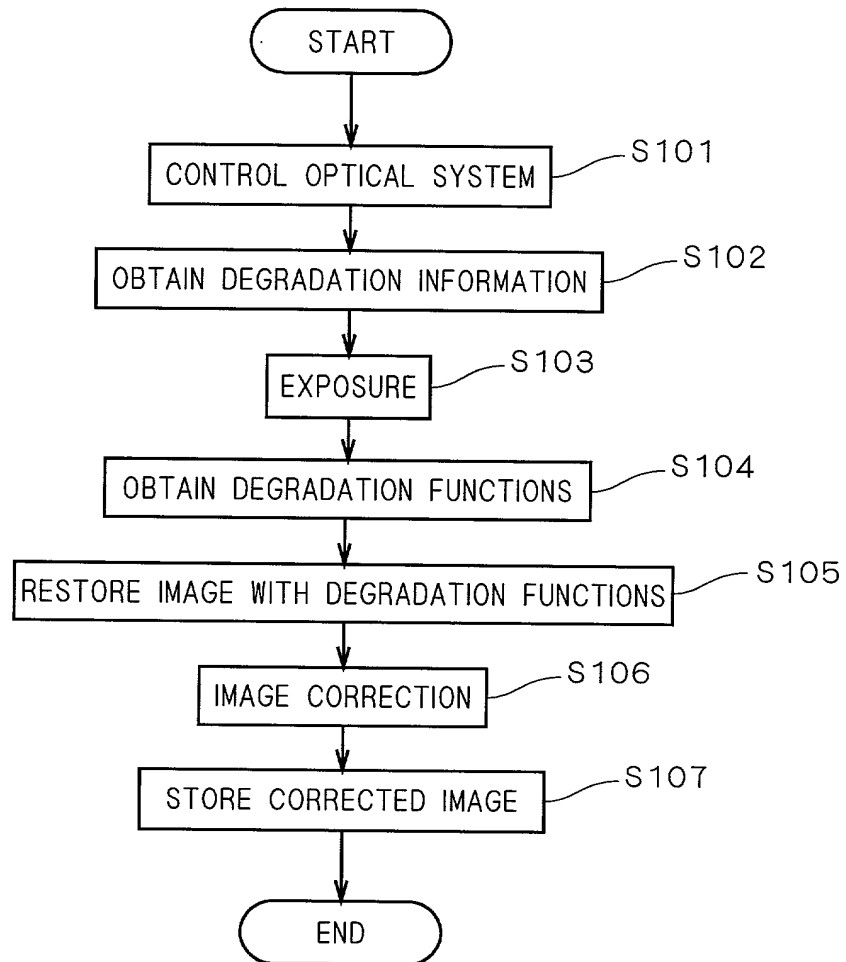 START
CONTROL OPTICAL SYSTEM
S101
OBTAIN DEGRADATION INFORMATION
S102
EXPOSURE
S103
OBTAIN DEGRADATION FUNCTIONS
S104
RESTORE IMAGE WITH DEGRADATION FUNCTIONS
S105
IMAGE CORRECTION
S106
STORE CORRECTED IMAGE
S107
END